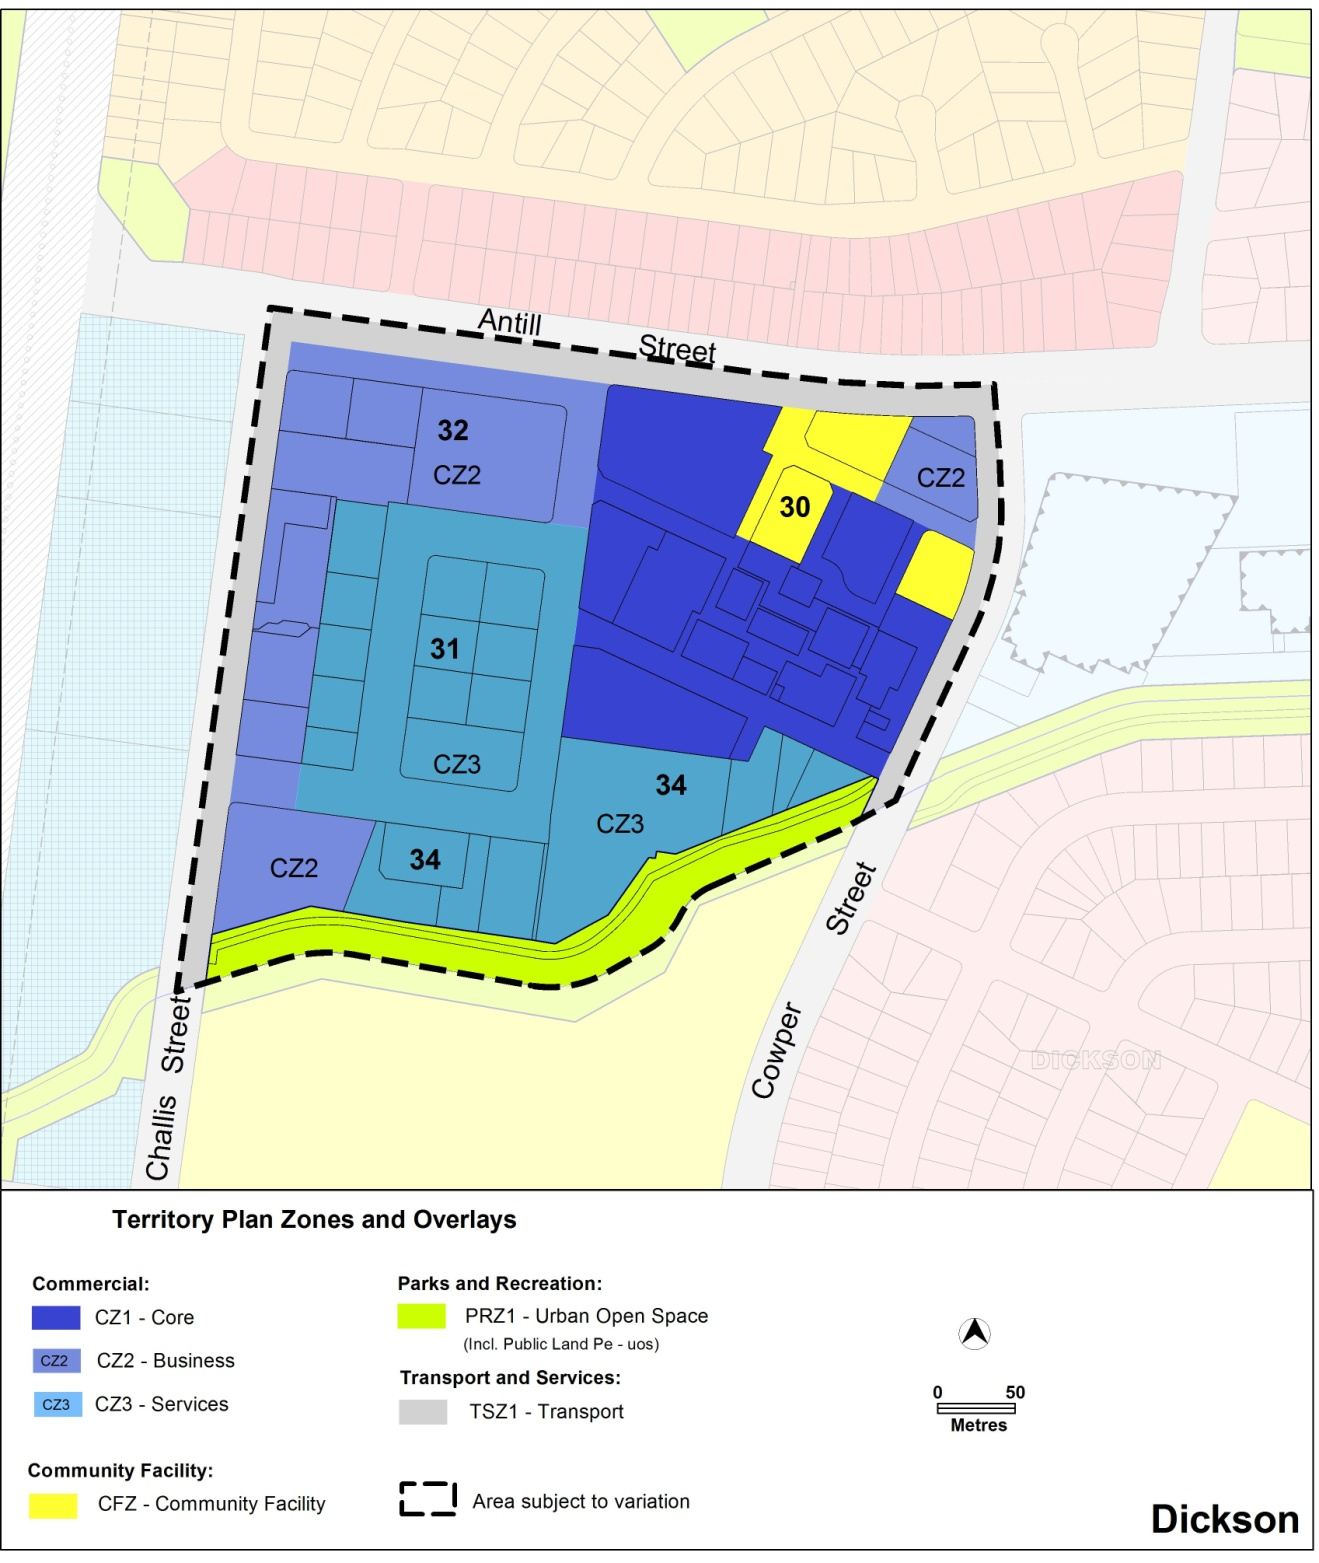 Antill
Street
32
CZ2
CZ2
30
31
CZ3
34
CZ3
34
CZ2
Street
Cowper
Street
Challis
DICKSON
Territory Plan Zones and Overlays
Commercial:
CZ1 - Core
CZ2 CZ2 - Business
CZ3 CZ3 - Services
Community Facility:
CFZ - Community Facility
Parks and Recreation:
PRZ1 - Urban Open Space
(Incl. Public Land Pe - uos)
Transport and Services:
TSZ1 - Transport
Area subject to variation
0 50
Metres
Dickson